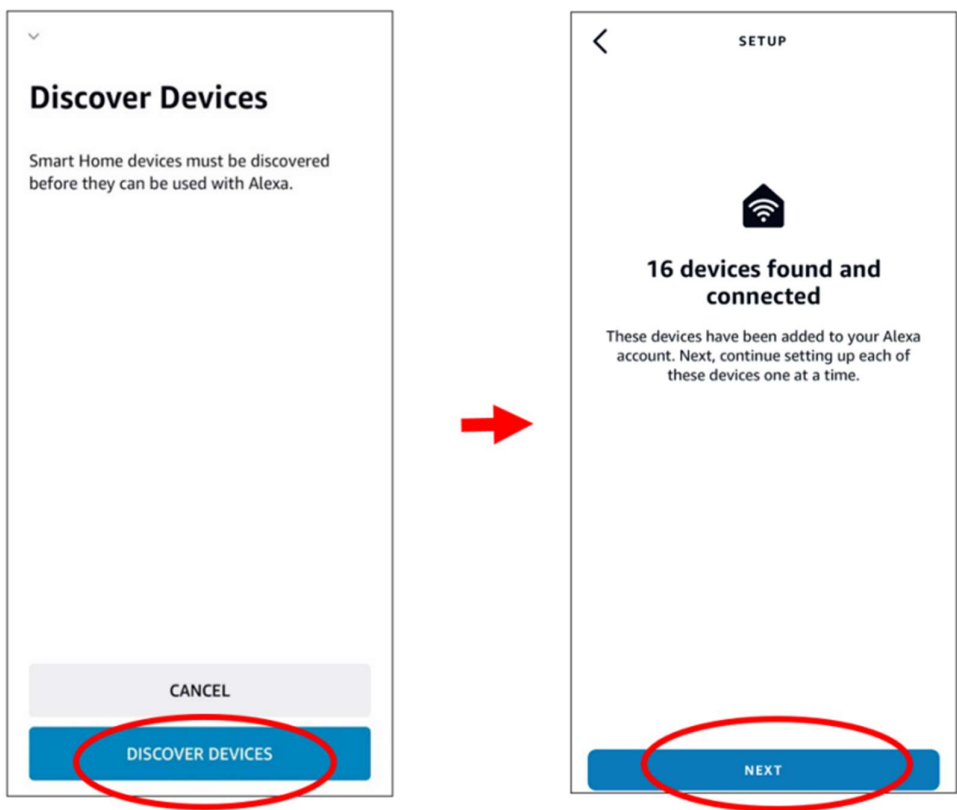 Discover Devices
Smart Home devices must be discovered
before they can be used with Alexa.
CANCEL
DISCOVER DEVICES
SETUP
16 devices found and
connected
These devices have been added to your Alexa
account. Next, continue setting up each of
these devices one at a time.
NEXT